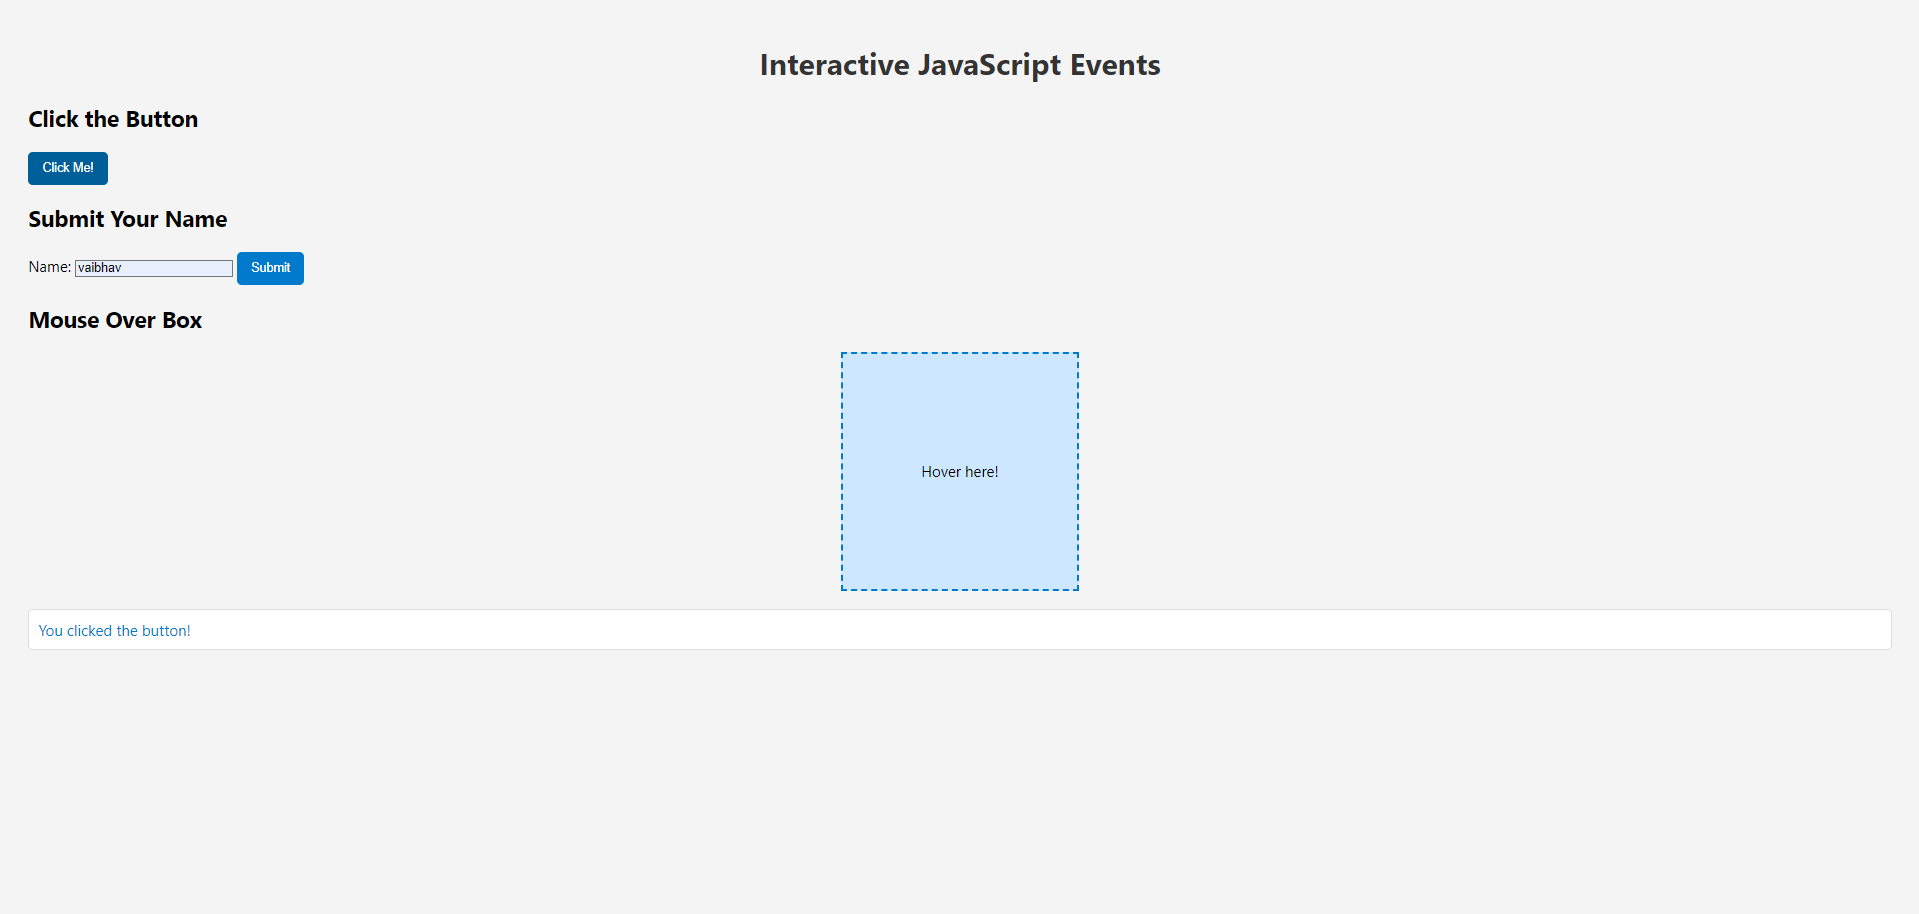 Interactive JavaScript Events
Click the Button
Click Me!
Submit Your Name
Name: vaibhav Submit
Mouse Over Box
Hover here!
You clicked the button!